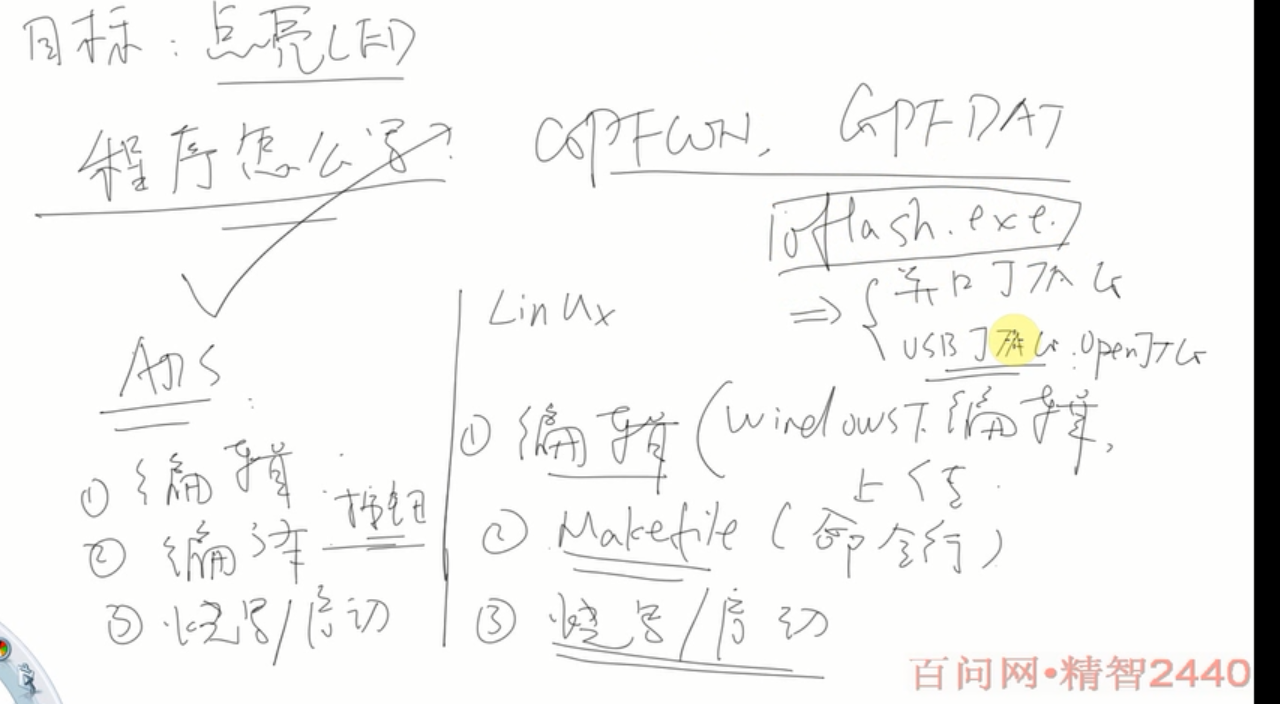 目标：点亮LED
程序怎么写？
GPFCON, GPFDAT
ioflash.exe.
=> { 并口JTAG
USB JTAG . OpenJTAG
ADS
① 编辑
② 编译 按钮
③ 烧写/启动
Linux
① 编辑 (Windows下编辑,
上传.
② Makefile (命令行)
③ 烧写/启动
百问网•精智2440